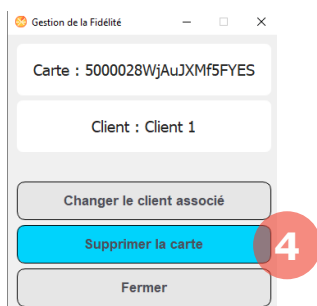 Gestion de la Fidélité
Carte : 5000028WjAuJXMf5FYES
Client : Client 1
Changer le client associé
Supprimer la carte
4
Fermer